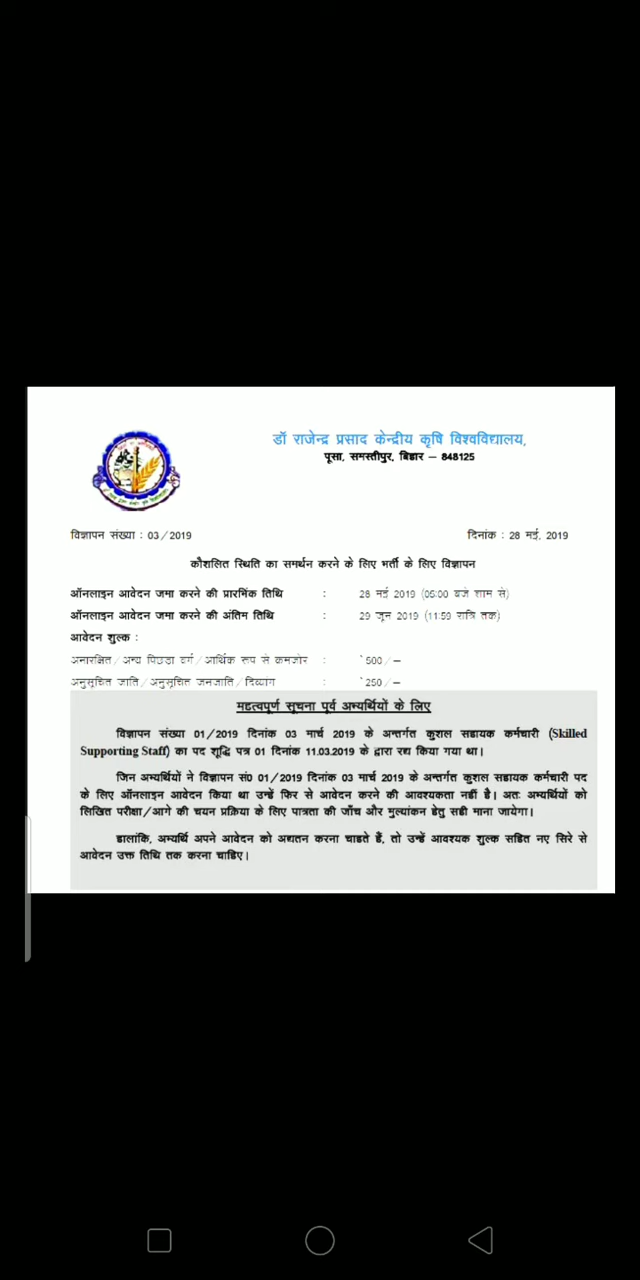 डॉ राजेन्द्र प्रसाद केन्द्रीय कृषि विश्वविद्यालय,
पूसा, समस्तीपुर, बिहार – 848125
विज्ञापन संख्या : 03/2019 दिनांक : 28 मई, 2019
कौशलित स्थिति का समर्थन करने के लिए भर्ती के लिए विज्ञापन
ऑनलाइन आवेदन जमा करने की प्रारंभिक तिथि : 28 मई 2019 (05:00 बजे शाम से)
ऑनलाइन आवेदन जमा करने की अंतिम तिथि : 29 जून 2019 (11:59 रात्रि तक)
आवेदन शुल्क :
अनारक्षित/अन्य पिछड़ा वर्ग/आर्थिक रूप से कमजोर : `500/–
अनुसूचित जाति/अनुसूचित जनजाति/दिव्यांग : `250/–
महत्वपूर्ण सूचना पूर्व अभ्यर्थियों के लिए
विज्ञापन संख्या 01/2019 दिनांक 03 मार्च 2019 के अन्तर्गत कुशल सहायक कर्मचारी (Skilled
Supporting Staff) का पद शूद्धि पत्र 01 दिनांक 11.03.2019 के द्वारा रद्य किया गया था।
जिन अभ्यर्थियों ने विज्ञापन सं0 01/2019 दिनांक 03 मार्च 2019 के अन्तर्गत कुशल सहायक कर्मचारी पद
के लिए ऑनलाइन आवेदन किया था उन्हें फिर से आवेदन करने की आवश्यकता नहीं है। अतः अभ्यर्थियों को
लिखित परीक्षा/आगे की चयन प्रक्रिया के लिए पात्रता की जाँच और मुल्यांकन हेतु सही माना जायेगा।
हालांकि, अभ्यर्थि अपने आवेदन को अद्यतन करना चाहते हैं, तो उन्हें आवश्यक शुल्क सहित नए सिरे से
आवेदन उक्त तिथि तक करना चाहिए।